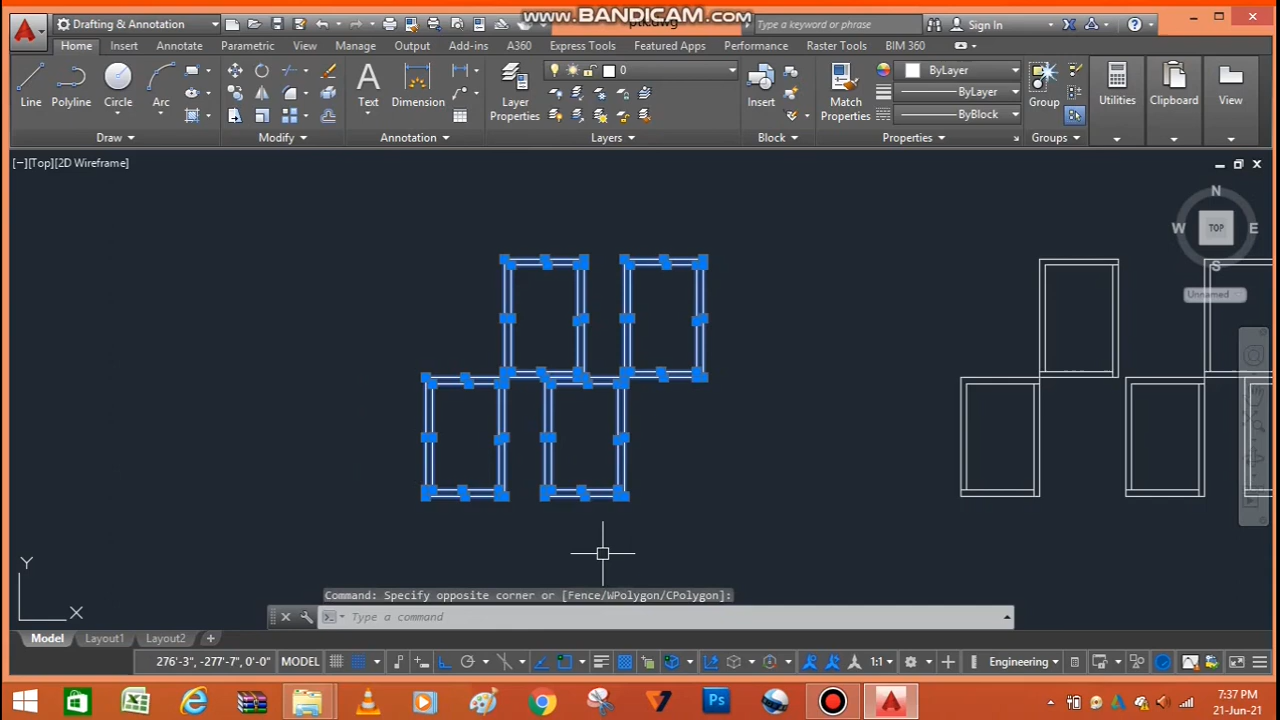 Drafting & Annotation
www.BANDICAM.com
Type a keyword or phrase
Sign In
Home Insert Annotate Parametric View Manage Output Add-ins A360 Express Tools Featured Apps Performance Raster Tools BIM 360
Line Polyline Circle Arc
Text Dimension
Layer Properties
0
Insert
Match Properties
ByLayer
ByLayer
ByBlock
Group
Utilities
Clipboard
View
Draw Modify Annotation Layers Block Properties Groups
[−][Top][2D Wireframe]
N
W TOP E
S
Unnamed
Y
X
Command: Specify opposite corner or [Fence/WPolygon/CPolygon]:
Type a command
Model Layout1 Layout2 +
276'-3", -277'-7", 0'-0" MODEL 1:1 Engineering
Ps
7:37 PM
21-Jun-21